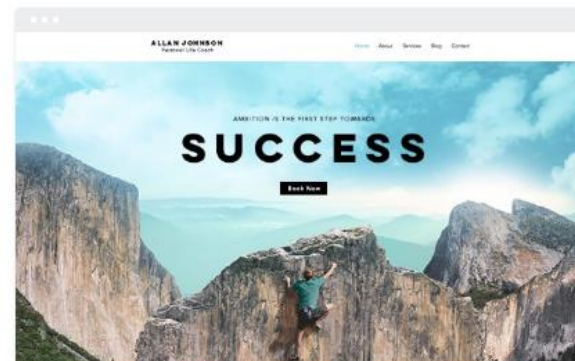 ALLAN JOHNSON
Personal Life Coach
Home About Services Blog Contact
AMBITION IS THE FIRST STEP TOWARDS
SUCCESS
Book Now